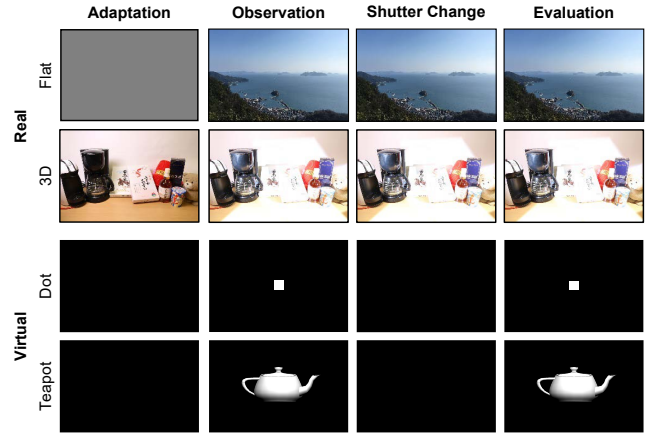 Adaptation Observation Shutter Change Evaluation
Real
Flat
3D
Virtual
Dot
Teapot